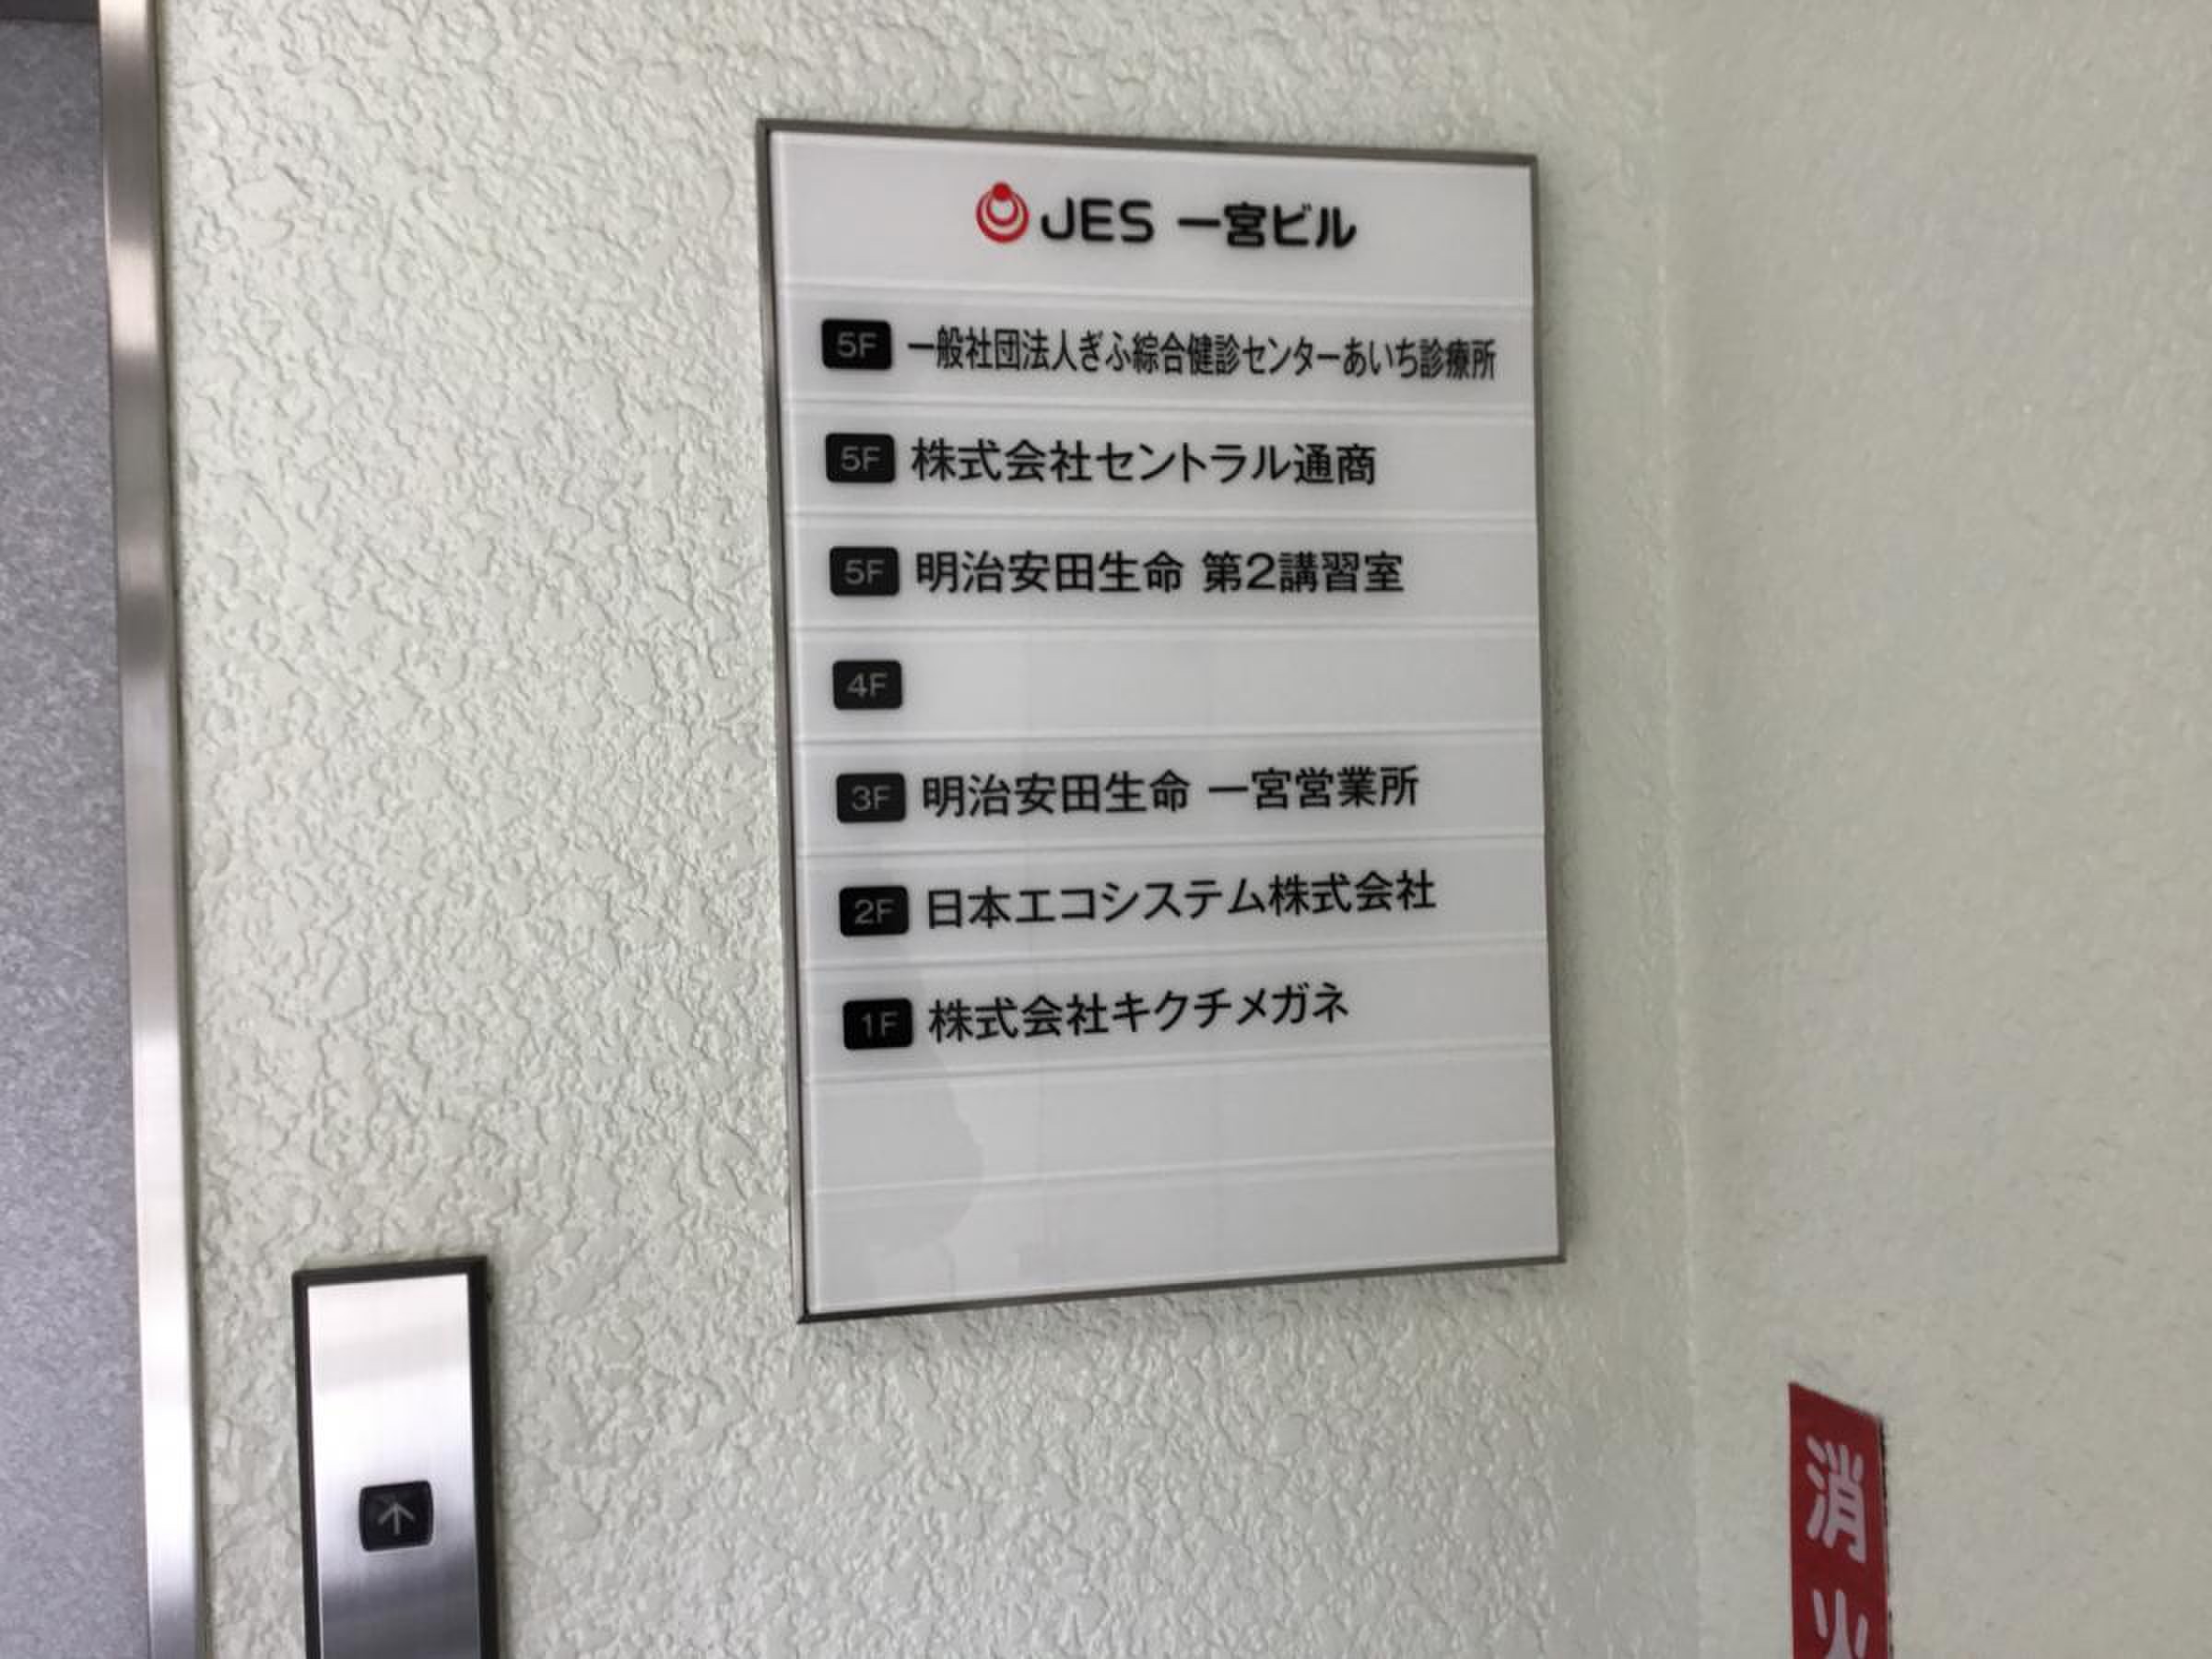 JES 一宮ビル
5F 一般社団法人ぎふ綜合健診センターあいち診療所
5F 株式会社セントラル通商
5F 明治安田生命 第2講習室
4F
3F 明治安田生命 一宮営業所
2F 日本エコシステム株式会社
1F 株式会社キクチメガネ
消火